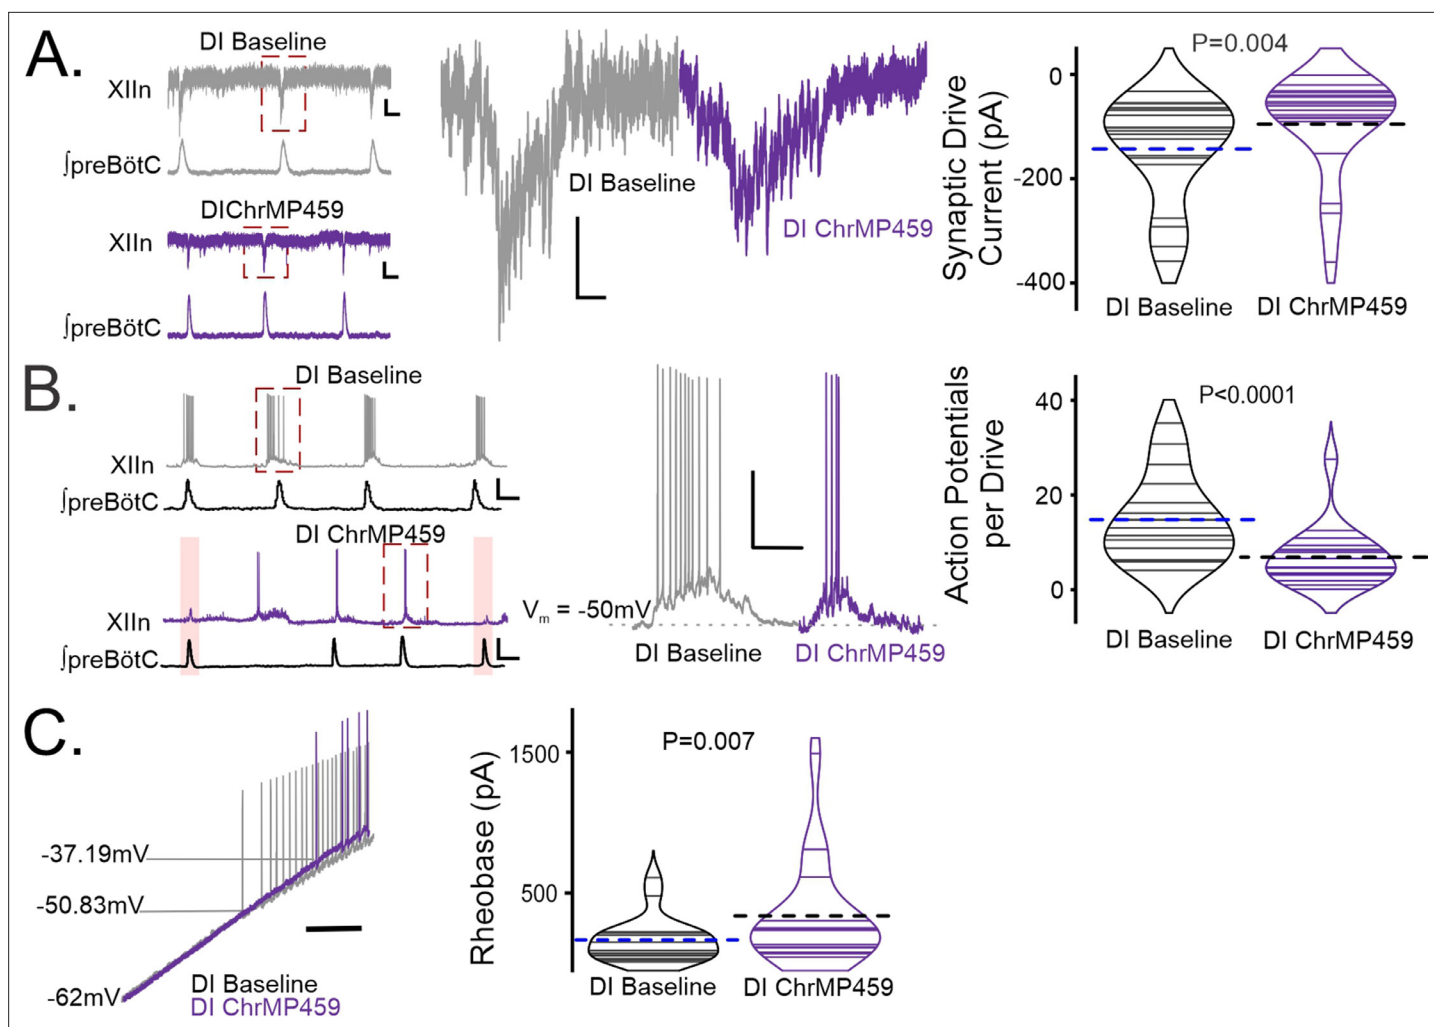 A.
DI Baseline
XIIn
∫preBötC
DIChrMP459
XIIn
∫preBötC
DI Baseline
DI ChrMP459
Synaptic Drive
Current (pA)
P=0.004
0
-200
-400
DI Baseline
DI ChrMP459
B.
DI Baseline
XIIn
∫preBötC
DI ChrMP459
XIIn
∫preBötC
Vm = -50mV
DI Baseline
DI ChrMP459
Action Potentials
per Drive
P<0.0001
40
20
0
DI Baseline
DI ChrMP459
C.
-37.19mV
-50.83mV
-62mV
DI Baseline
DI ChrMP459
Rheobase (pA)
P=0.007
1500
500
DI Baseline
DI ChrMP459